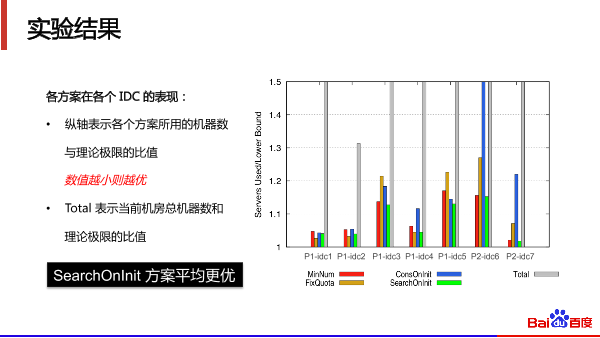 实验结果
各方案在各个 IDC 的表现：
• 纵轴表示各个方案所用的机器数
与理论极限的比值
数值越小则越优
• Total 表示当前机房总机器数和
理论极限的比值
SearchOnInit 方案平均更优
Servers Used/Lower Bound
1.5
1.4
1.3
1.2
1.1
1
P1-idc1 P1-idc2 P1-idc3 P1-idc4 P1-idc5 P2-idc6 P2-idc7
MinNum ConsOnInit Total
FixQuota SearchOnInit
Bai du 百度